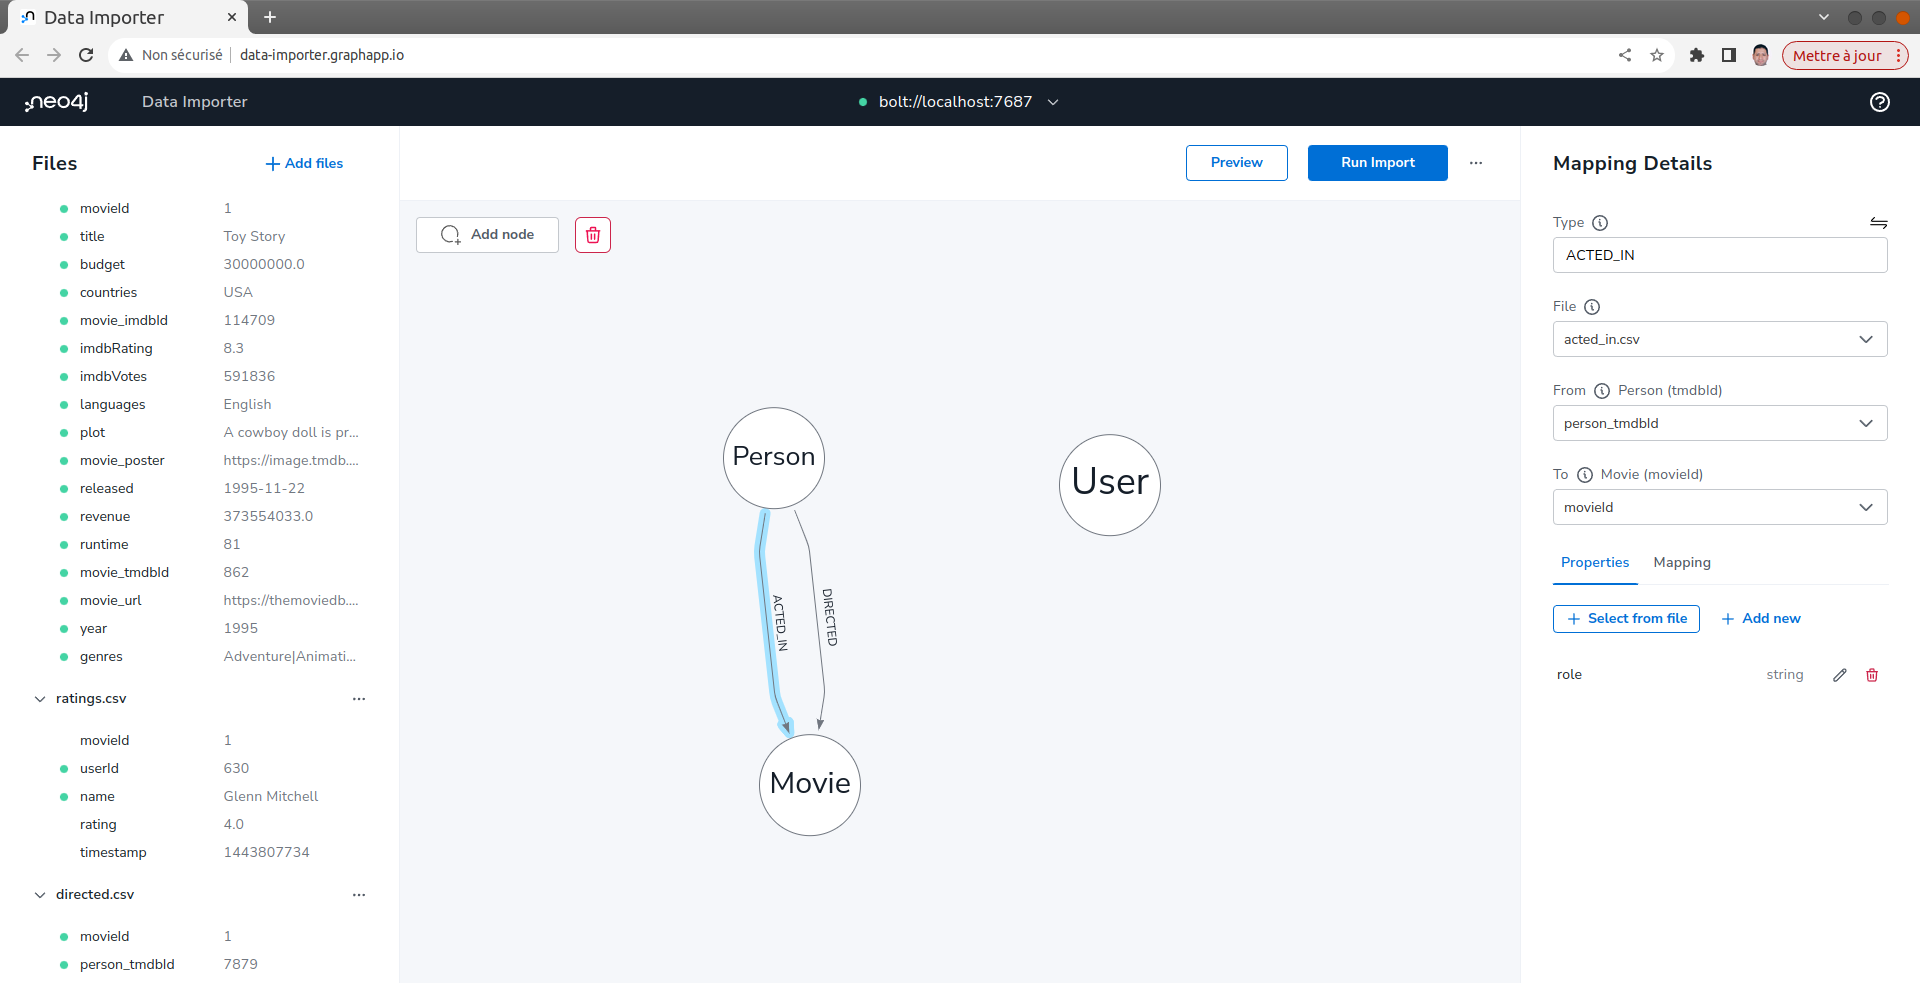 Data Importer
Non sécurisé
data-importer.graphapp.io
Mettre à jour
neo4j
Data Importer
bolt://localhost:7687
Files
Add files
movieId 1
title Toy Story
budget 30000000.0
countries USA
movie_imdbId 114709
imdbRating 8.3
imdbVotes 591836
languages English
plot A cowboy doll is pr...
movie_poster https://image.tmdb....
released 1995-11-22
revenue 373554033.0
runtime 81
movie_tmdbId 862
movie_url https://themoviedb....
year 1995
genres Adventure|Animati...
ratings.csv
movieId 1
userId 630
name Glenn Mitchell
rating 4.0
timestamp 1443807734
directed.csv
movieId 1
person_tmdbId 7879
Preview
Run Import
Add node
Person
User
ACTED_IN
DIRECTED
Movie
Mapping Details
Type
ACTED_IN
File
acted_in.csv
From Person (tmdbId)
person_tmdbId
To Movie (movieId)
movieId
Properties Mapping
Select from file Add new
role string